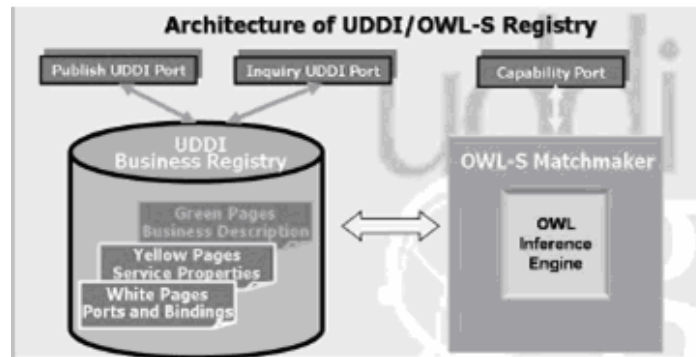 Architecture of UDDI/OWL-S Registry
Publish UDDI Port
Inquiry UDDI Port
Capability Port
UDDI
Business Registry
OWL-S Matchmaker
Green Pages
Business Description
Yellow Pages
Service Properties
White Pages
Ports and Bindings
OWL
Inference
Engine
uddi